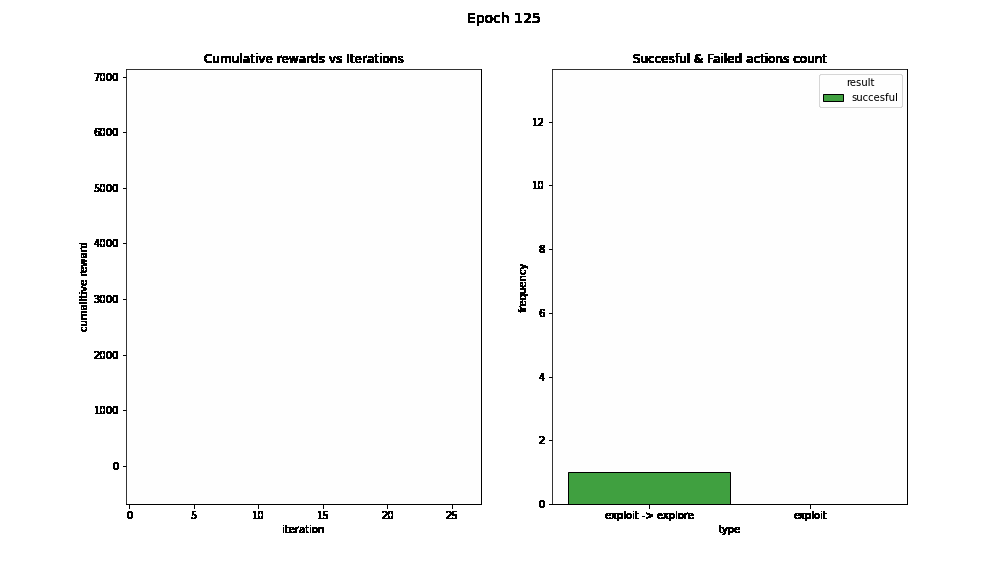 Epoch 125
Cumulative rewards vs Iterations
7000
6000
5000
4000
3000
2000
1000
0
cumalitive reward
0 5 10 15 20 25
iteration
Succesful & Failed actions count
result
succesful
12
10
8
6
4
2
0
frequency
exploit -> explore exploit
type